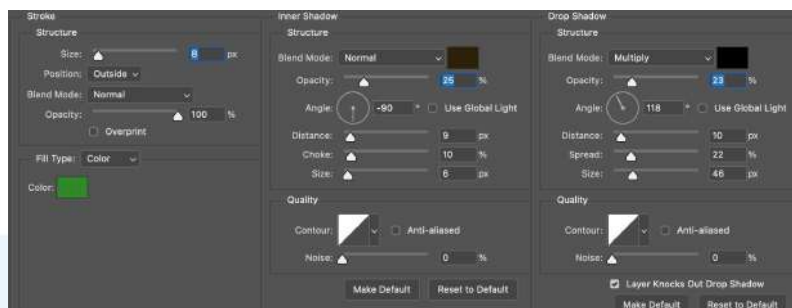 Stroke
Structure
Size: 8 px
Position: Outside
Blend Mode: Normal
Opacity: 100 %
Overprint
Fill Type: Color
Color:
Inner Shadow
Structure
Blend Mode: Normal
Opacity: 25 %
Angle: -90 ° Use Global Light
Distance: 9 px
Choke: 10 %
Size: 6 px
Quality
Contour: Anti-aliased
Noise: 0 %
Make Default Reset to Default
Drop Shadow
Structure
Blend Mode: Multiply
Opacity: 23 %
Angle: 118 ° Use Global Light
Distance: 10 px
Spread: 22 %
Size: 46 px
Quality
Contour: Anti-aliased
Noise: 0 %
Layer Knocks Out Drop Shadow
Make Default Reset to Default